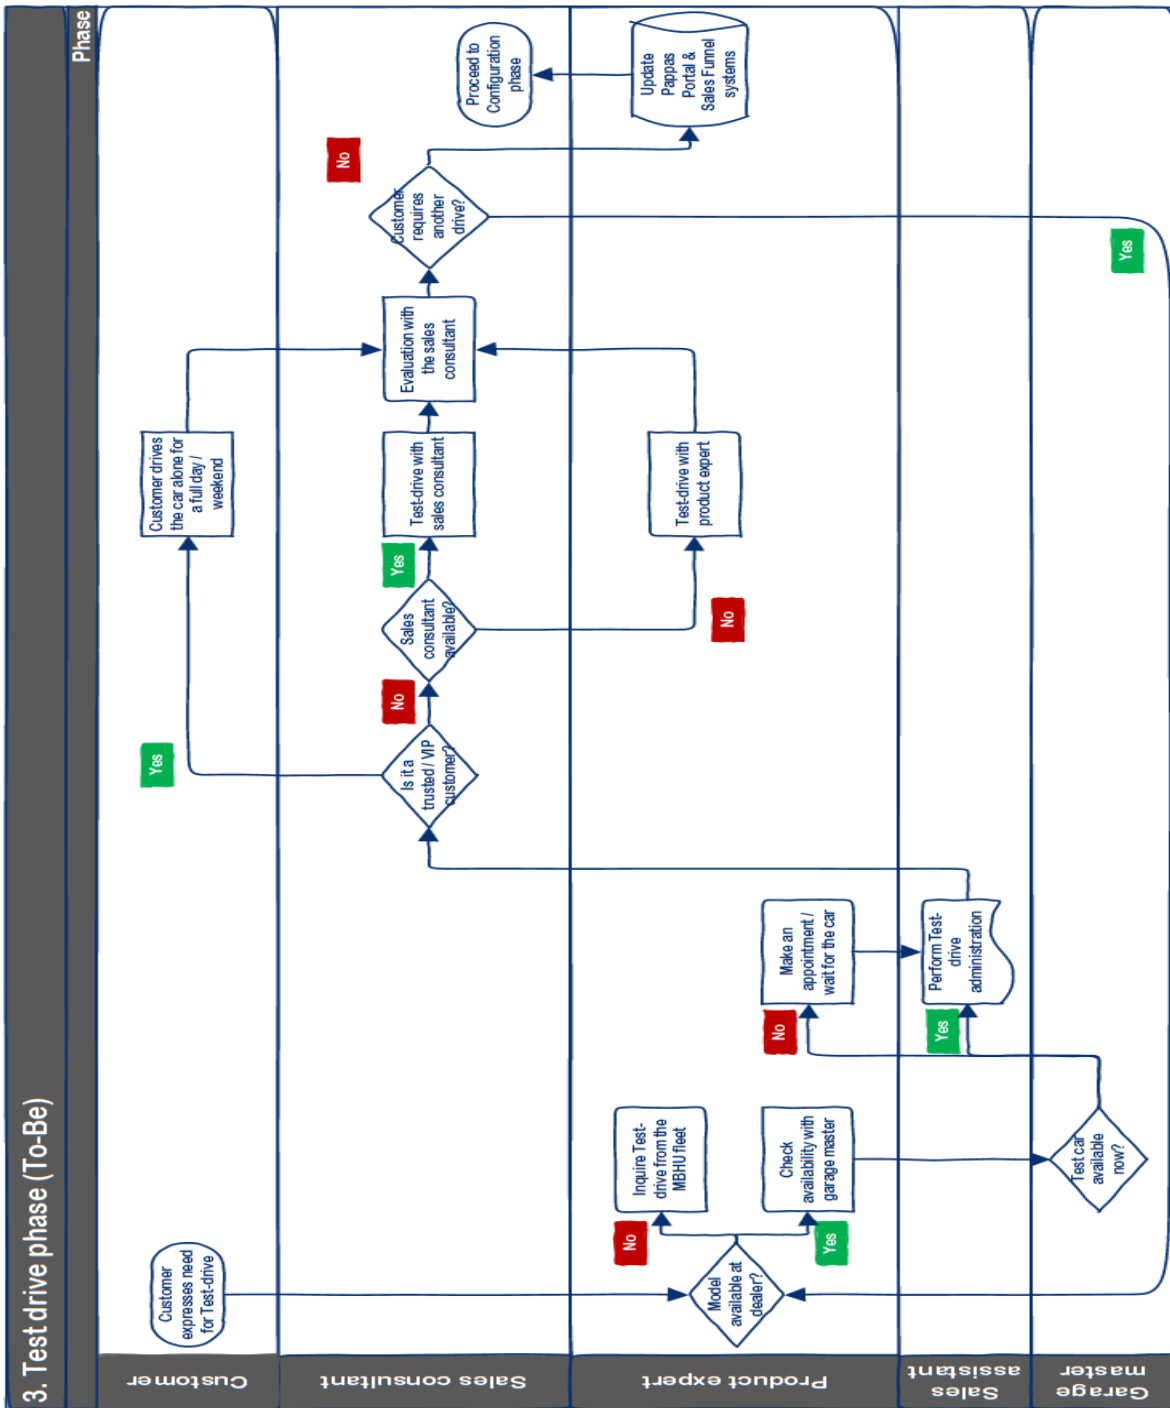 3. Test drive phase (To-Be)
Phase
Customer
Customer
expresses need
for Test-drive
Yes
Customer drives
the car alone for
a full day /
weekend
Sales consultant
Is it a
trusted / VIP
customer?
No
Sales
consultant
available?
Yes
Test-drive with
sales consultant
Evaluation with
the sales
consultant
Customer
requires
another
drive?
No
Proceed to
Configuration
phase
Product expert
Model
available at
dealer?
No
Yes
Inquire Test-
drive from the
MBHU fleet
Check
availability with
garage master
No
Make an
appointment /
wait for the car
No
Test-drive with
product expert
Update
Pappas
Portal &
Sales Funnel
systems
Sales
assistant
Yes
Perform Test-
drive
administration
Garage
master
Test car
available
now?
Yes